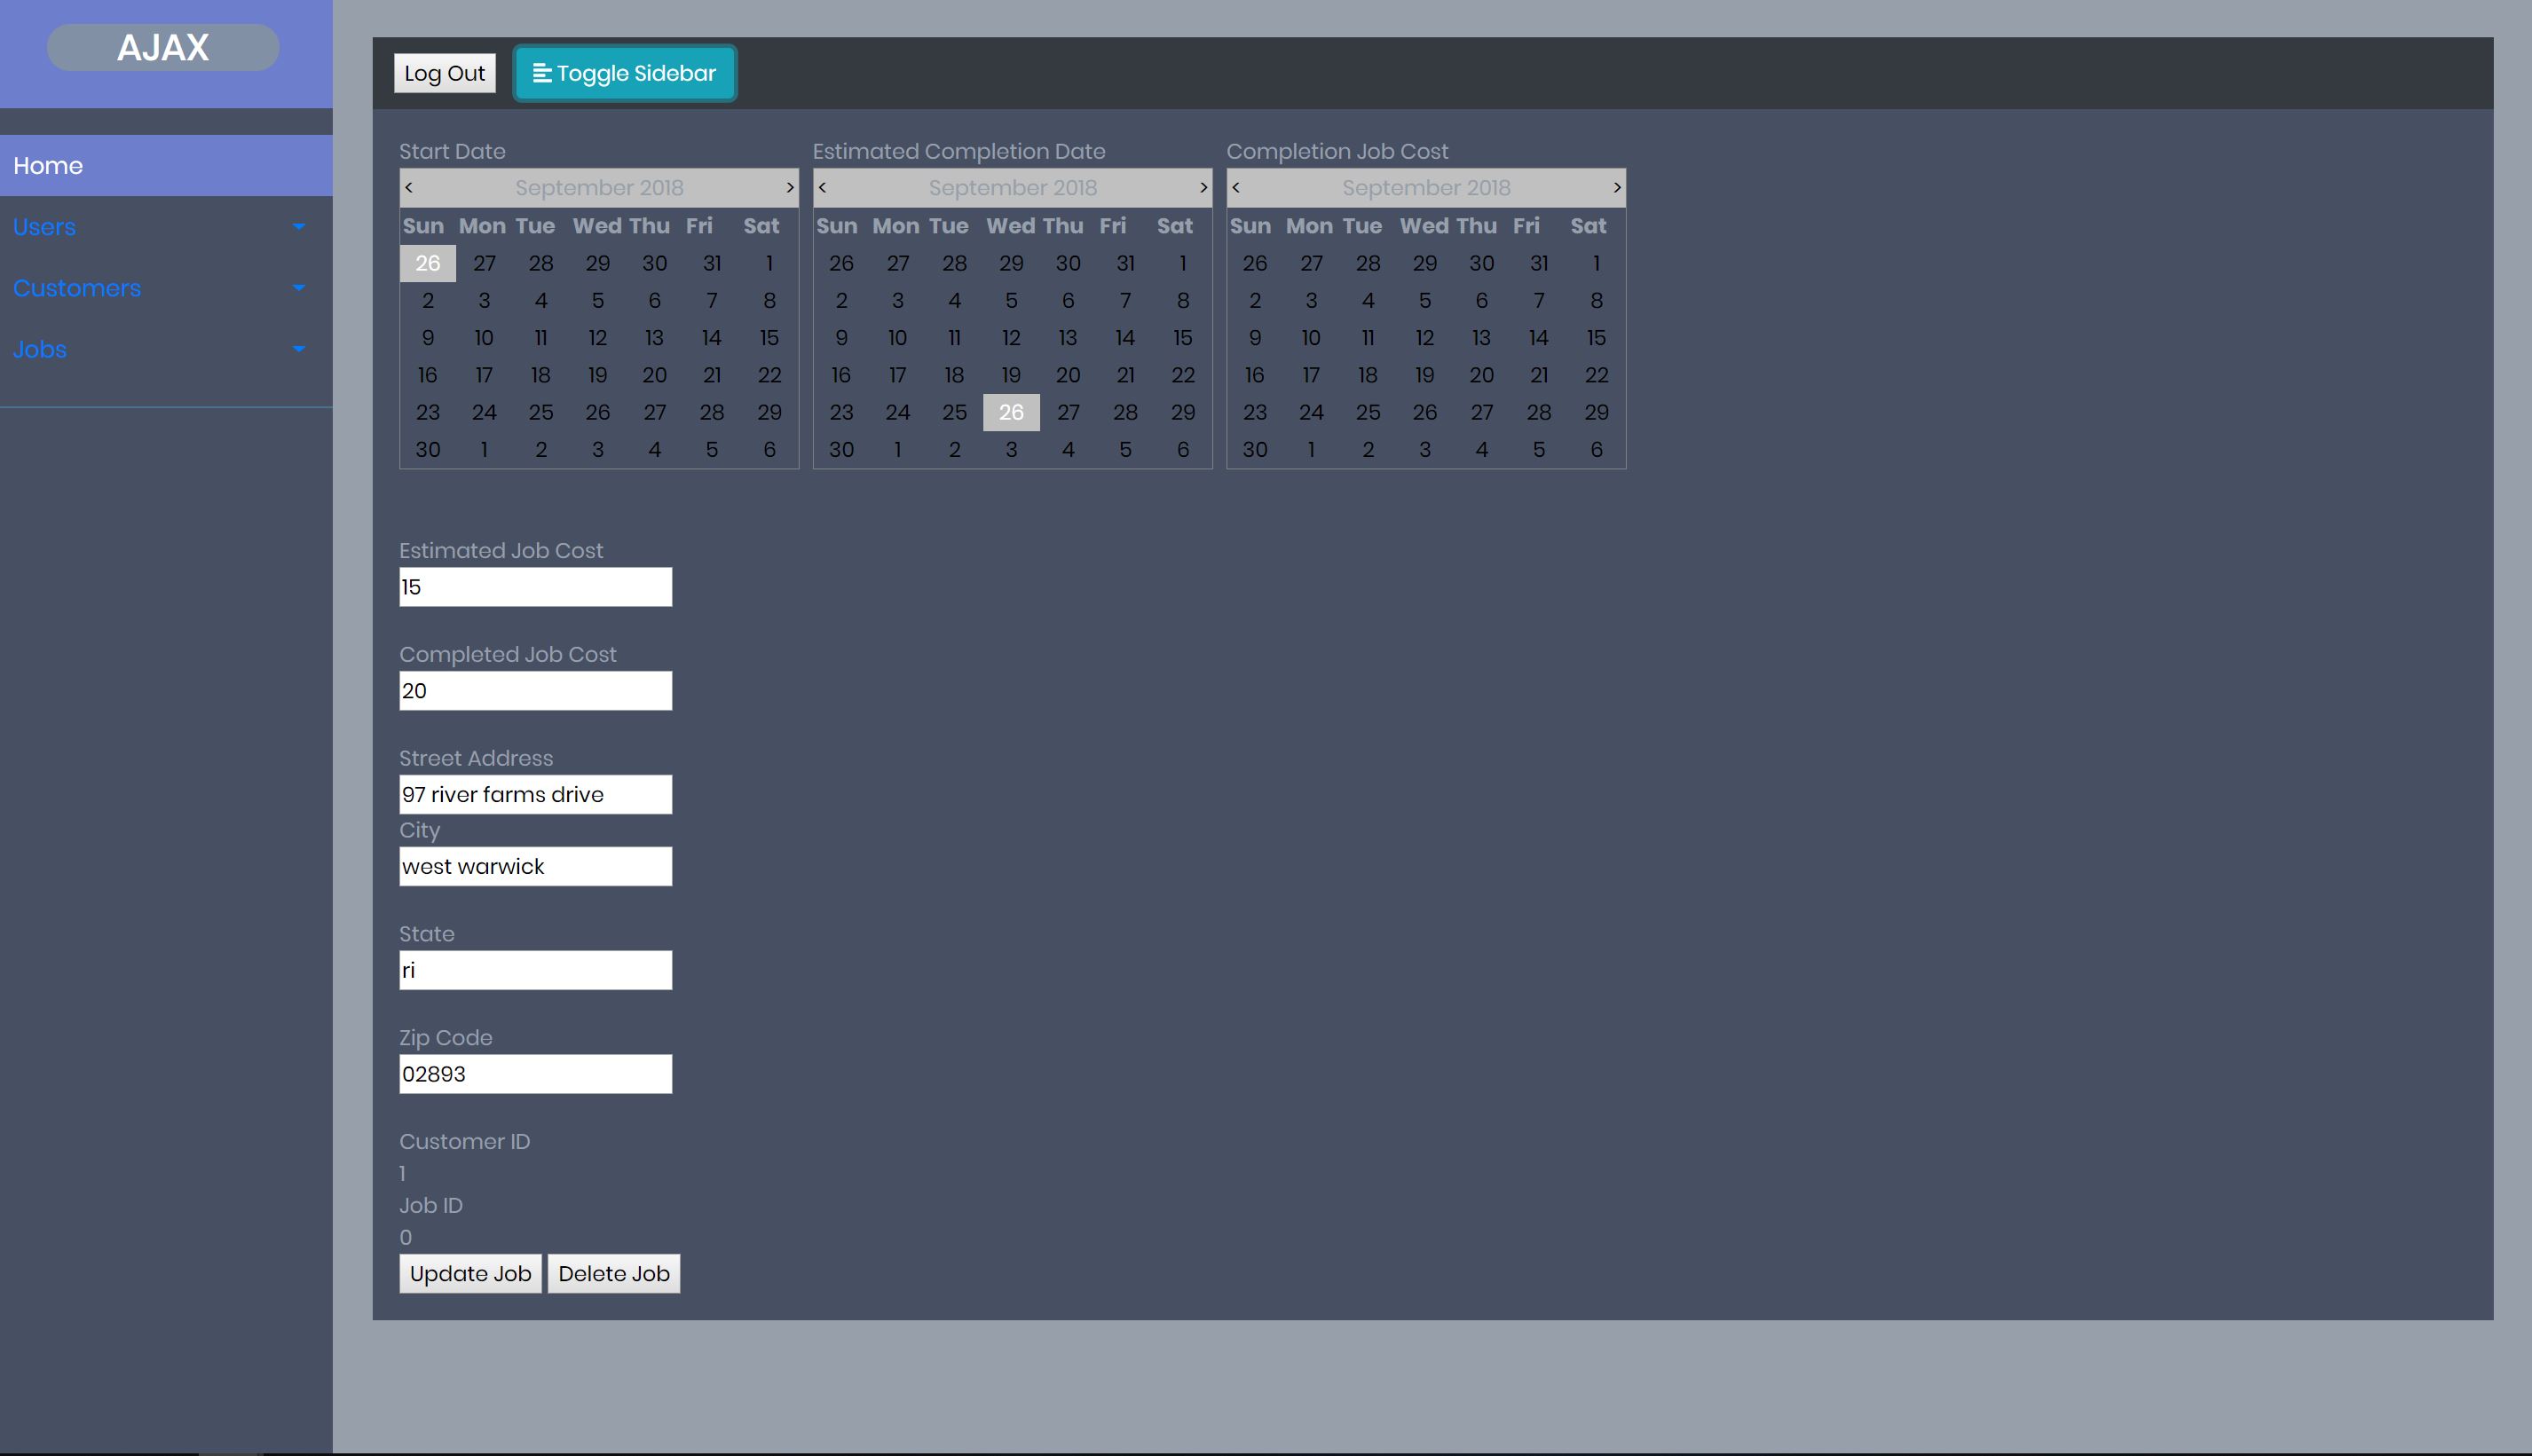 AJAX
Log Out Toggle Sidebar
Home
Users
Customers
Jobs
Start Date Estimated Completion Date Completion Job Cost
< September 2018 > < September 2018 > < September 2018 >
Sun Mon Tue Wed Thu Fri Sat Sun Mon Tue Wed Thu Fri Sat Sun Mon Tue Wed Thu Fri Sat
26 27 28 29 30 31 1 26 27 28 29 30 31 1 26 27 28 29 30 31 1
2 3 4 5 6 7 8 2 3 4 5 6 7 8 2 3 4 5 6 7 8
9 10 11 12 13 14 15 9 10 11 12 13 14 15 9 10 11 12 13 14 15
16 17 18 19 20 21 22 16 17 18 19 20 21 22 16 17 18 19 20 21 22
23 24 25 26 27 28 29 23 24 25 26 27 28 29 23 24 25 26 27 28 29
30 1 2 3 4 5 6 30 1 2 3 4 5 6 30 1 2 3 4 5 6
Estimated Job Cost
15
Completed Job Cost
20
Street Address
97 river farms drive
City
west warwick
State
ri
Zip Code
02893
Customer ID
1
Job ID
0
Update Job Delete Job